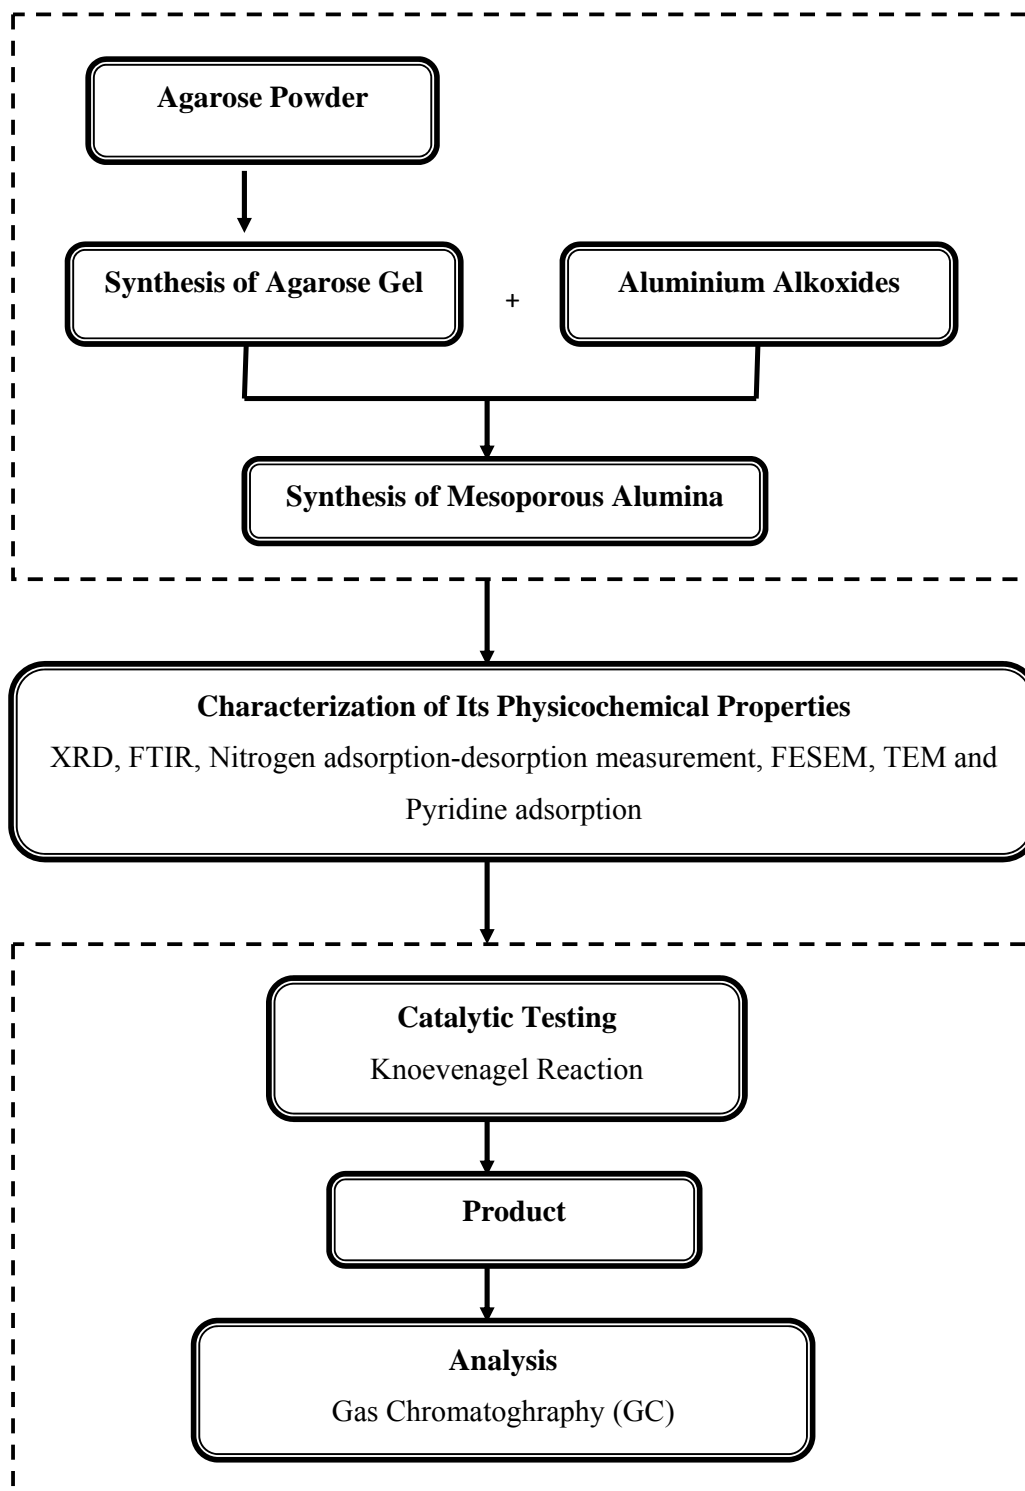 Agarose Powder
Synthesis of Agarose Gel
+
Aluminium Alkoxides
Synthesis of Mesoporous Alumina
Characterization of Its Physicochemical Properties
XRD, FTIR, Nitrogen adsorption-desorption measurement, FESEM, TEM and
Pyridine adsorption
Catalytic Testing
Knoevenagel Reaction
Product
Analysis
Gas Chromatoghraphy (GC)